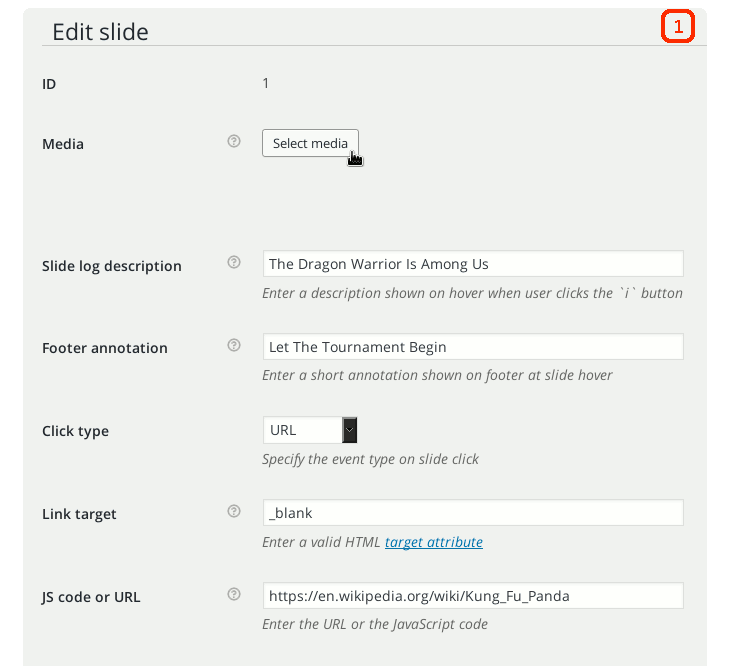 Edit slide
1
ID
1
Media
Select media
Slide log description
The Dragon Warrior Is Among Us
Enter a description shown on hover when user clicks the `i` button
Footer annotation
Let The Tournament Begin
Enter a short annotation shown on footer at slide hover
Click type
URL
Specify the event type on slide click
Link target
_blank
Enter a valid HTML target attribute
JS code or URL
https://en.wikipedia.org/wiki/Kung_Fu_Panda
Enter the URL or the JavaScript code